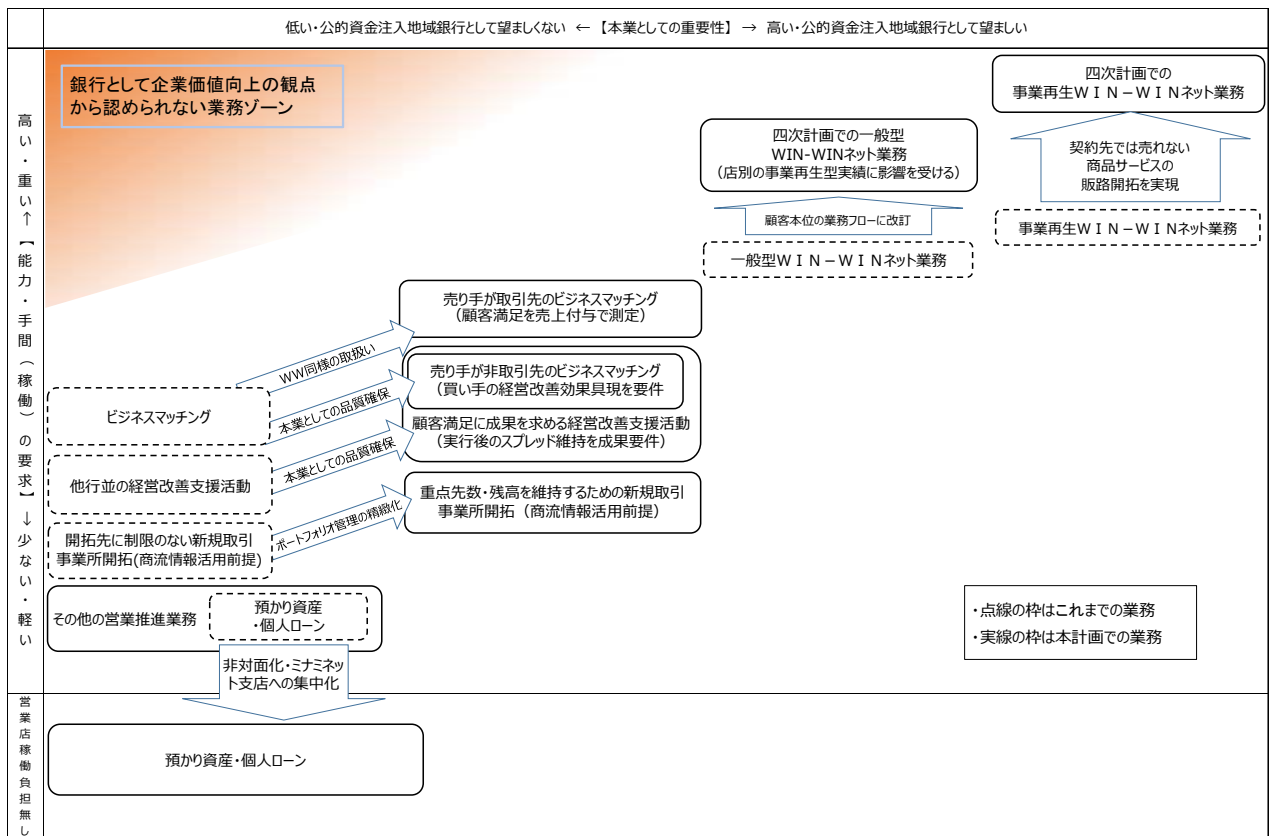 低い・公的資金注入地域銀行として望ましくない ← 【本業としての重要性】 → 高い・公的資金注入地域銀行として望ましい
高い・重い↑【能力・手間（稼働）の要求】↓少ない・軽い
銀行として企業価値向上の観点
から認められない業務ゾーン
四次計画での
事業再生ＷＩＮ－ＷＩＮネット業務
契約先では売れない
商品サービスの
販路開拓を実現
事業再生ＷＩＮ－ＷＩＮネット業務
四次計画での一般型
WIN-WINネット業務
（店別の事業再生型実績に影響を受ける）
顧客本位の業務フローに改訂
一般型ＷＩＮ－ＷＩＮネット業務
売り手が取引先のビジネスマッチング
（顧客満足を売上付与で測定）
WW同様の取扱い
売り手が非取引先のビジネスマッチング
（買い手の経営改善効果具現を要件
ビジネスマッチング
本業としての品質確保
顧客満足に成果を求める経営改善支援活動
（実行後のスプレッド維持を成果要件）
他行並の経営改善支援活動
本業としての品質確保
重点先数・残高を維持するための新規取引
事業所開拓（商流情報活用前提）
開拓先に制限のない新規取引
事業所開拓(商流情報活用前提)
ポートフォリオ管理の精緻化
その他の営業推進業務
預かり資産
・個人ローン
・点線の枠はこれまでの業務
・実線の枠は本計画での業務
非対面化・ミナミネッ
ト支店への集中化
営業店稼働負担無し
預かり資産・個人ローン